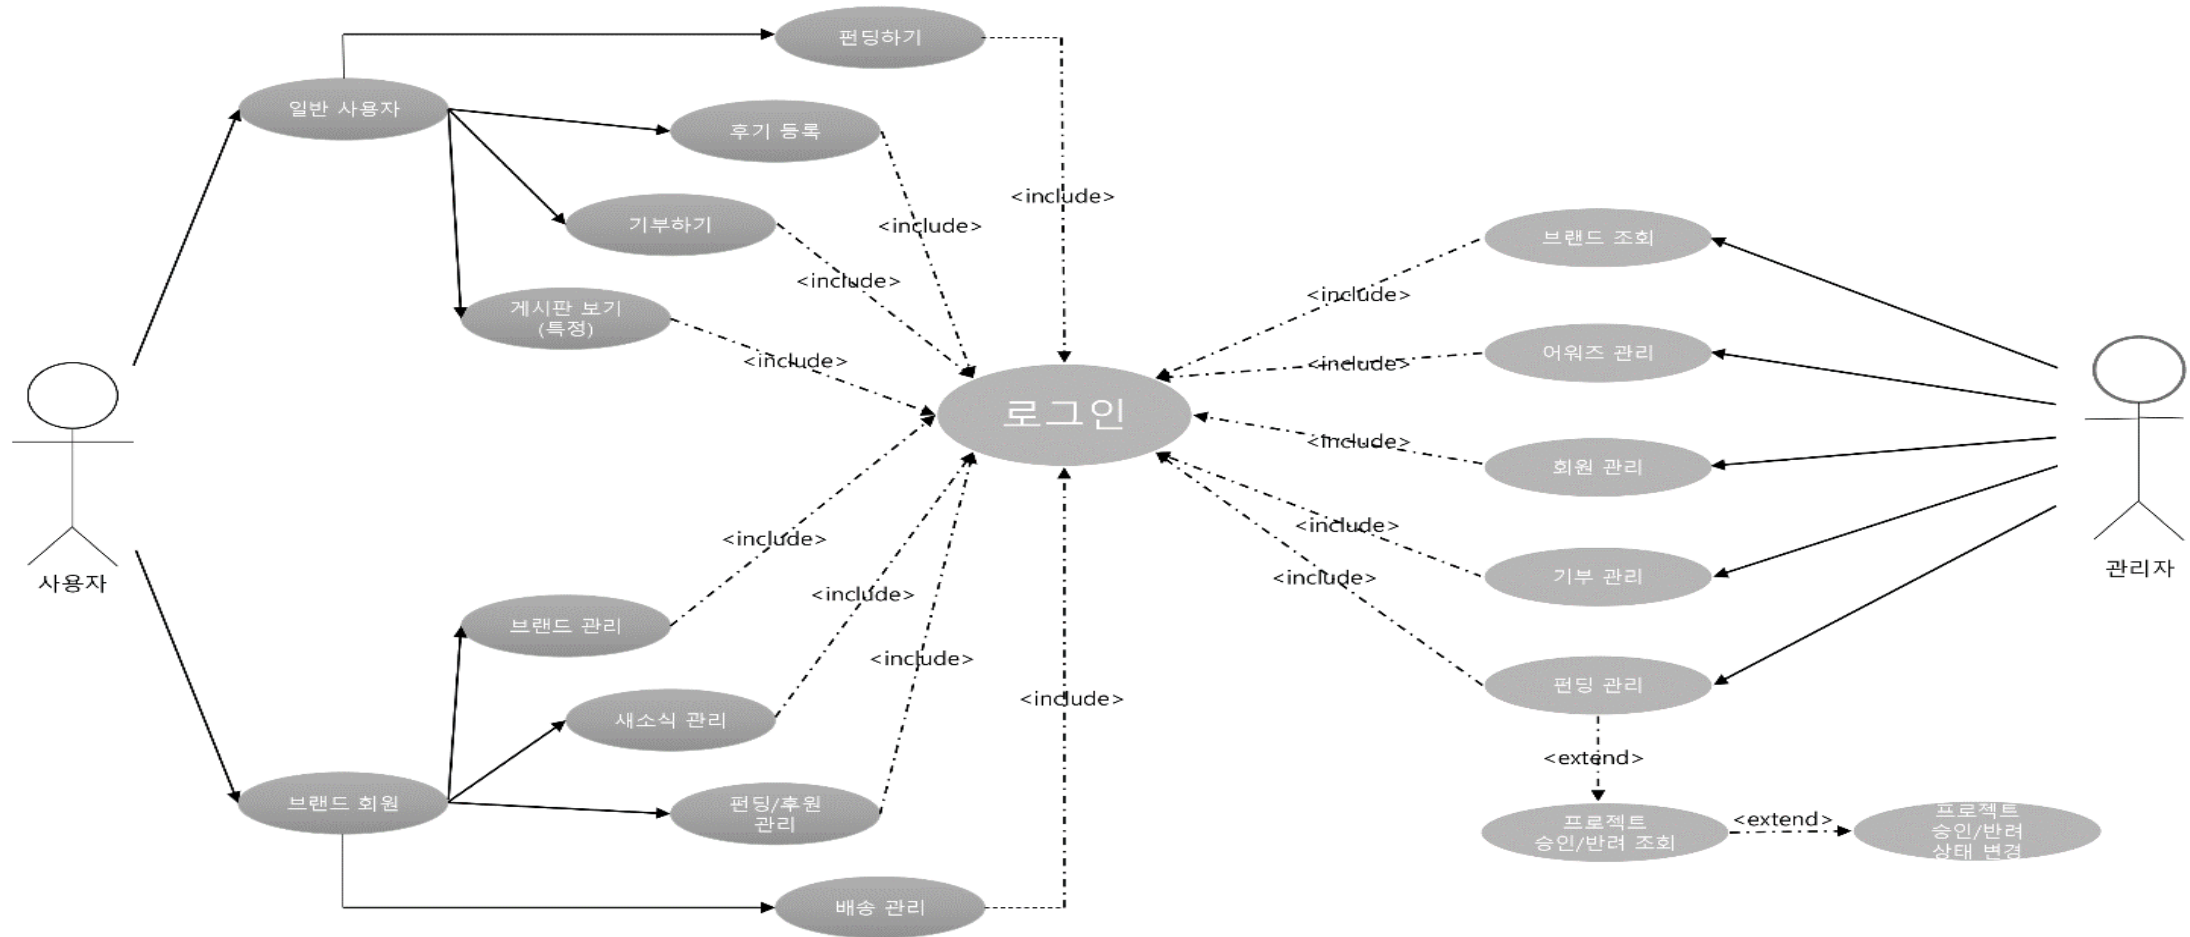 펀딩하기
일반 사용자
후기 등록
<include>
기부하기
<include>
브랜드 조회
<include>
<include>
게시판 보기
(특정)
<include>
어워즈 관리
<include>
로그인
<include>
회원 관리
<include>
사용자
관리자
<include>
기부 관리
<include>
<include>
브랜드 관리
<include>
<include>
펀딩 관리
새소식 관리
<include>
<extend>
브랜드 회원
펀딩/후원
관리
프로젝트
승인/반려 조회
<extend>
프로젝트
승인/반려
상태 변경
배송 관리